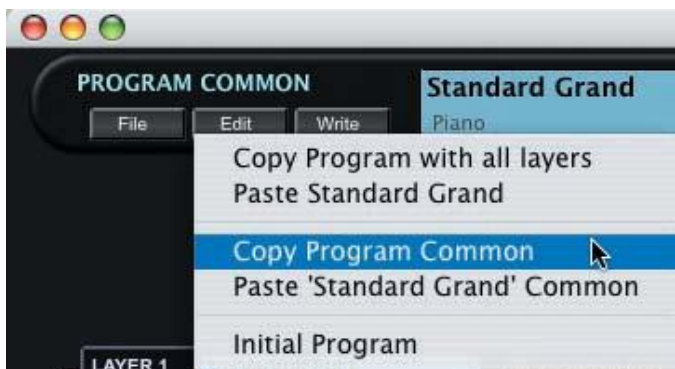 PROGRAM COMMON
Standard Grand
File Edit Write
Piano
Copy Program with all layers
Paste Standard Grand
Copy Program Common
Paste 'Standard Grand' Common
Initial Program
LAYER 1